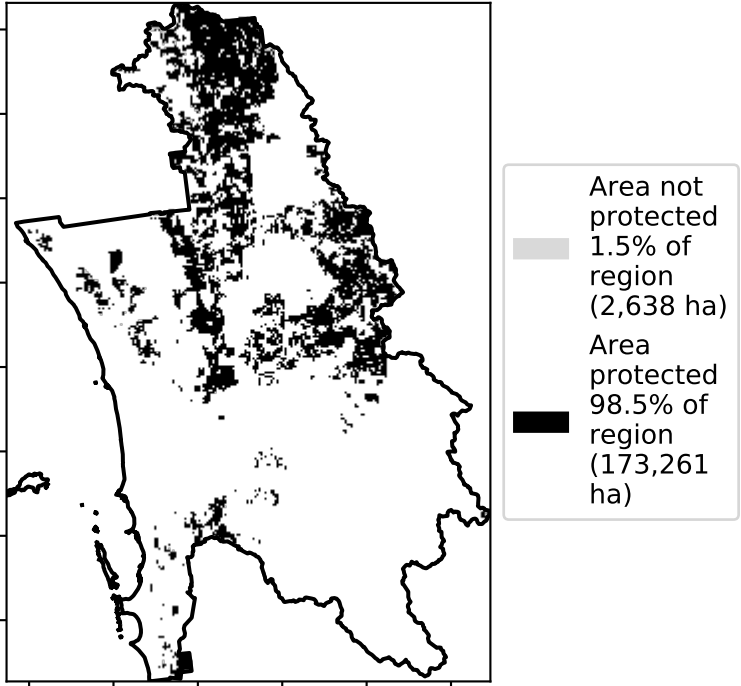 Area not
protected
1.5% of
region
(2,638 ha)
Area
protected
98.5% of
region
(173,261
ha)